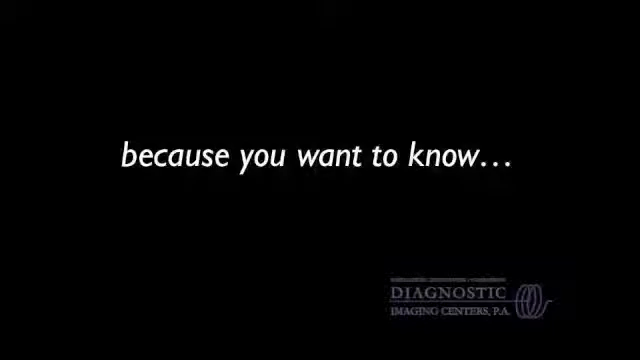 because you want to know...
DIAGNOSTIC
IMAGING CENTERS, P.A.